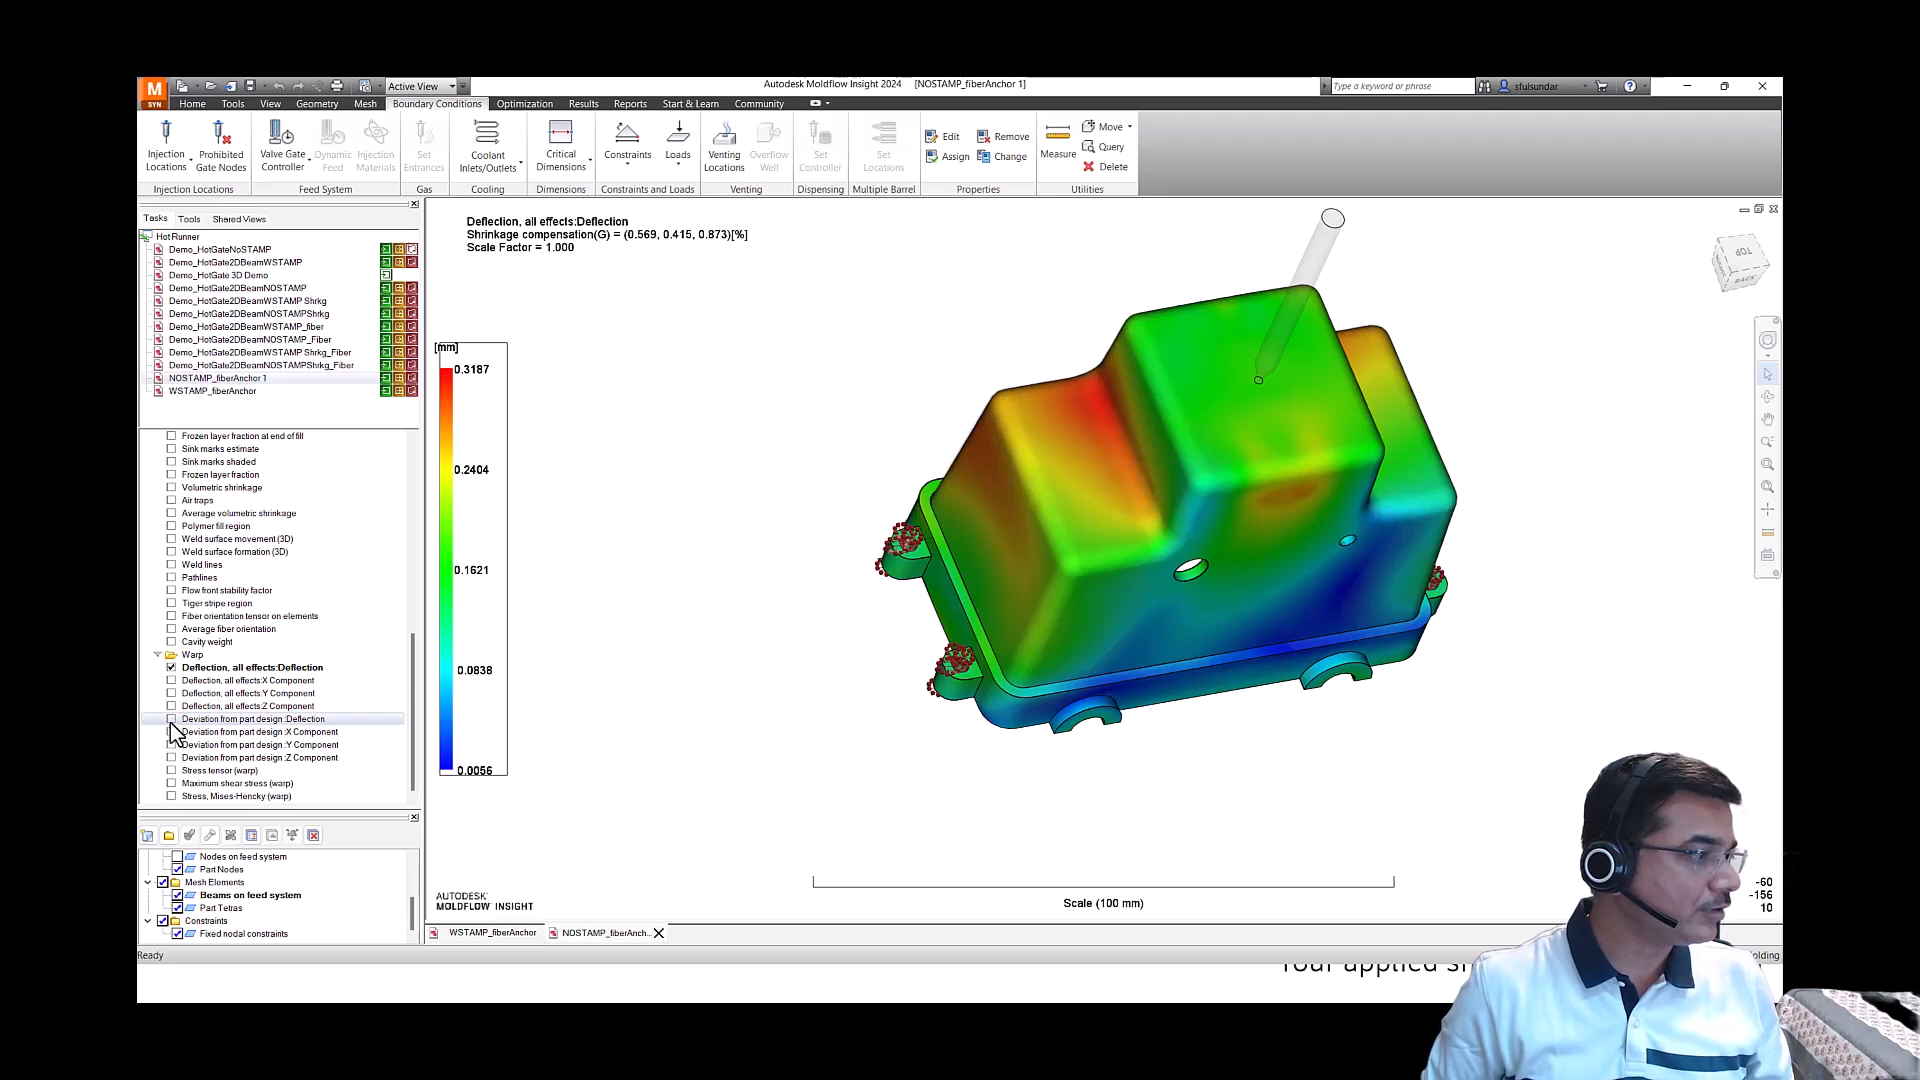 M
SYN
Active View
Autodesk Moldflow Insight 2024 [NOSTAMP_fiberAnchor 1]
Type a keyword or phrase
sfulsundar
Home Tools View Geometry Mesh Boundary Conditions Optimization Results Reports Start & Learn Community
Injection Locations
Prohibited Gate Nodes
Valve Gate Controller
Dynamic Feed
Injection Materials
Set Entrances
Coolant Inlets/Outlets
Critical Dimensions
Constraints
Loads
Venting Locations
Overflow Well
Set Controller
Set Locations
Edit
Assign
Remove
Change
Measure
Move
Query
Delete
Injection Locations Feed System Gas Cooling Dimensions Constraints and Loads Venting Dispensing Multiple Barrel Properties Utilities
Tasks Tools Shared Views
Hot Runner
Demo_HotGateNoSTAMP
Demo_HotGate2DBeamWSTAMP
Demo_HotGate 3D Demo
Demo_HotGate2DBeamNOSTAMP
Demo_HotGate2DBeamWSTAMP Shrkg
Demo_HotGate2DBeamNOSTAMPShrkg
Demo_HotGate2DBeamWSTAMP_fiber
Demo_HotGate2DBeamNOSTAMP_Fiber
Demo_HotGate2DBeamWSTAMP Shrkg_Fiber
Demo_HotGate2DBeamNOSTAMPShrkg_Fiber
NOSTAMP_fiberAnchor 1
WSTAMP_fiberAnchor
Frozen layer fraction at end of fill
Sink marks estimate
Sink marks shaded
Frozen layer fraction
Volumetric shrinkage
Air traps
Average volumetric shrinkage
Polymer fill region
Weld surface movement (3D)
Weld surface formation (3D)
Weld lines
Pathlines
Flow front stability factor
Tiger stripe region
Fiber orientation tensor on elements
Average fiber orientation
Cavity weight
Warp
Deflection, all effects:Deflection
Deflection, all effects:X Component
Deflection, all effects:Y Component
Deflection, all effects:Z Component
Deviation from part design :Deflection
Deviation from part design :X Component
Deviation from part design :Y Component
Deviation from part design :Z Component
Stress tensor (warp)
Maximum shear stress (warp)
Stress, Mises-Hencky (warp)
Nodes on feed system
Part Nodes
Mesh Elements
Beams on feed system
Part Tetras
Constraints
Fixed nodal constraints
Deflection, all effects:Deflection
Shrinkage compensation(G) = (0.569, 0.415, 0.873)[%]
Scale Factor = 1.000
[mm]
0.3187
0.2404
0.1621
0.0838
0.0056
TOP
BACK
AUTODESK
MOLDFLOW INSIGHT
Scale (100 mm)
-60
-156
10
WSTAMP_fiberAnchor NOSTAMP_fiberAnch...
Ready
olding
Your applied